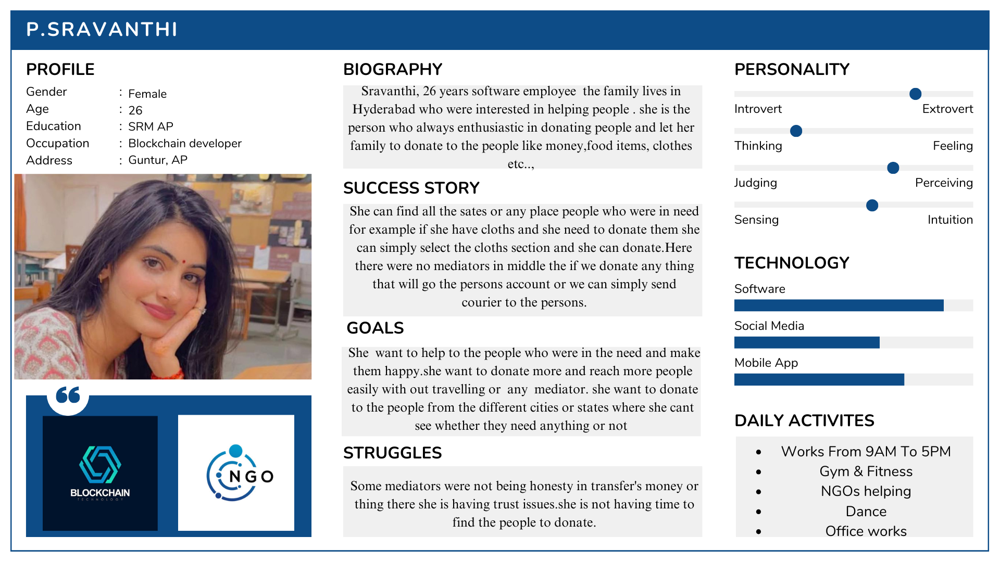 P.SRAVANTHI
PROFILE
Gender : Female
Age : 26
Education : SRM AP
Occupation : Blockchain developer
Address : Guntur, AP
BLOCKCHAIN
TECHNOLOGY
NGO
BIOGRAPHY
Sravanthi, 26 years software employee  the family lives in
Hyderabad who were interested in helping people . she is the
person who always enthusiastic in donating people and let her
family to donate to the people like money,food items, clothes
etc..,
SUCCESS STORY
She can find all the sates or any place people who were in need
for example if she have cloths and she need to donate them she
can simply select the cloths section and she can donate.Here
there were no mediators in middle the if we donate any thing
that will go the persons account or we can simply send
courier to the persons.
GOALS
She  want to help to the people who were in the need and make
them happy.she want to donate more and reach more people
easily with out travelling or  any  mediator. she want to donate
to the people from the different cities or states where she cant
see whether they need anything or not
STRUGGLES
Some mediators were not being honesty in transfer's money or
thing there she is having trust issues.she is not having time to
find the people to donate.
PERSONALITY
Introvert Extrovert
Thinking Feeling
Judging Perceiving
Sensing Intuition
TECHNOLOGY
Software
Social Media
Mobile App
DAILY ACTIVITES
• Works From 9AM To 5PM
• Gym & Fitness
• NGOs helping
• Dance
• Office works